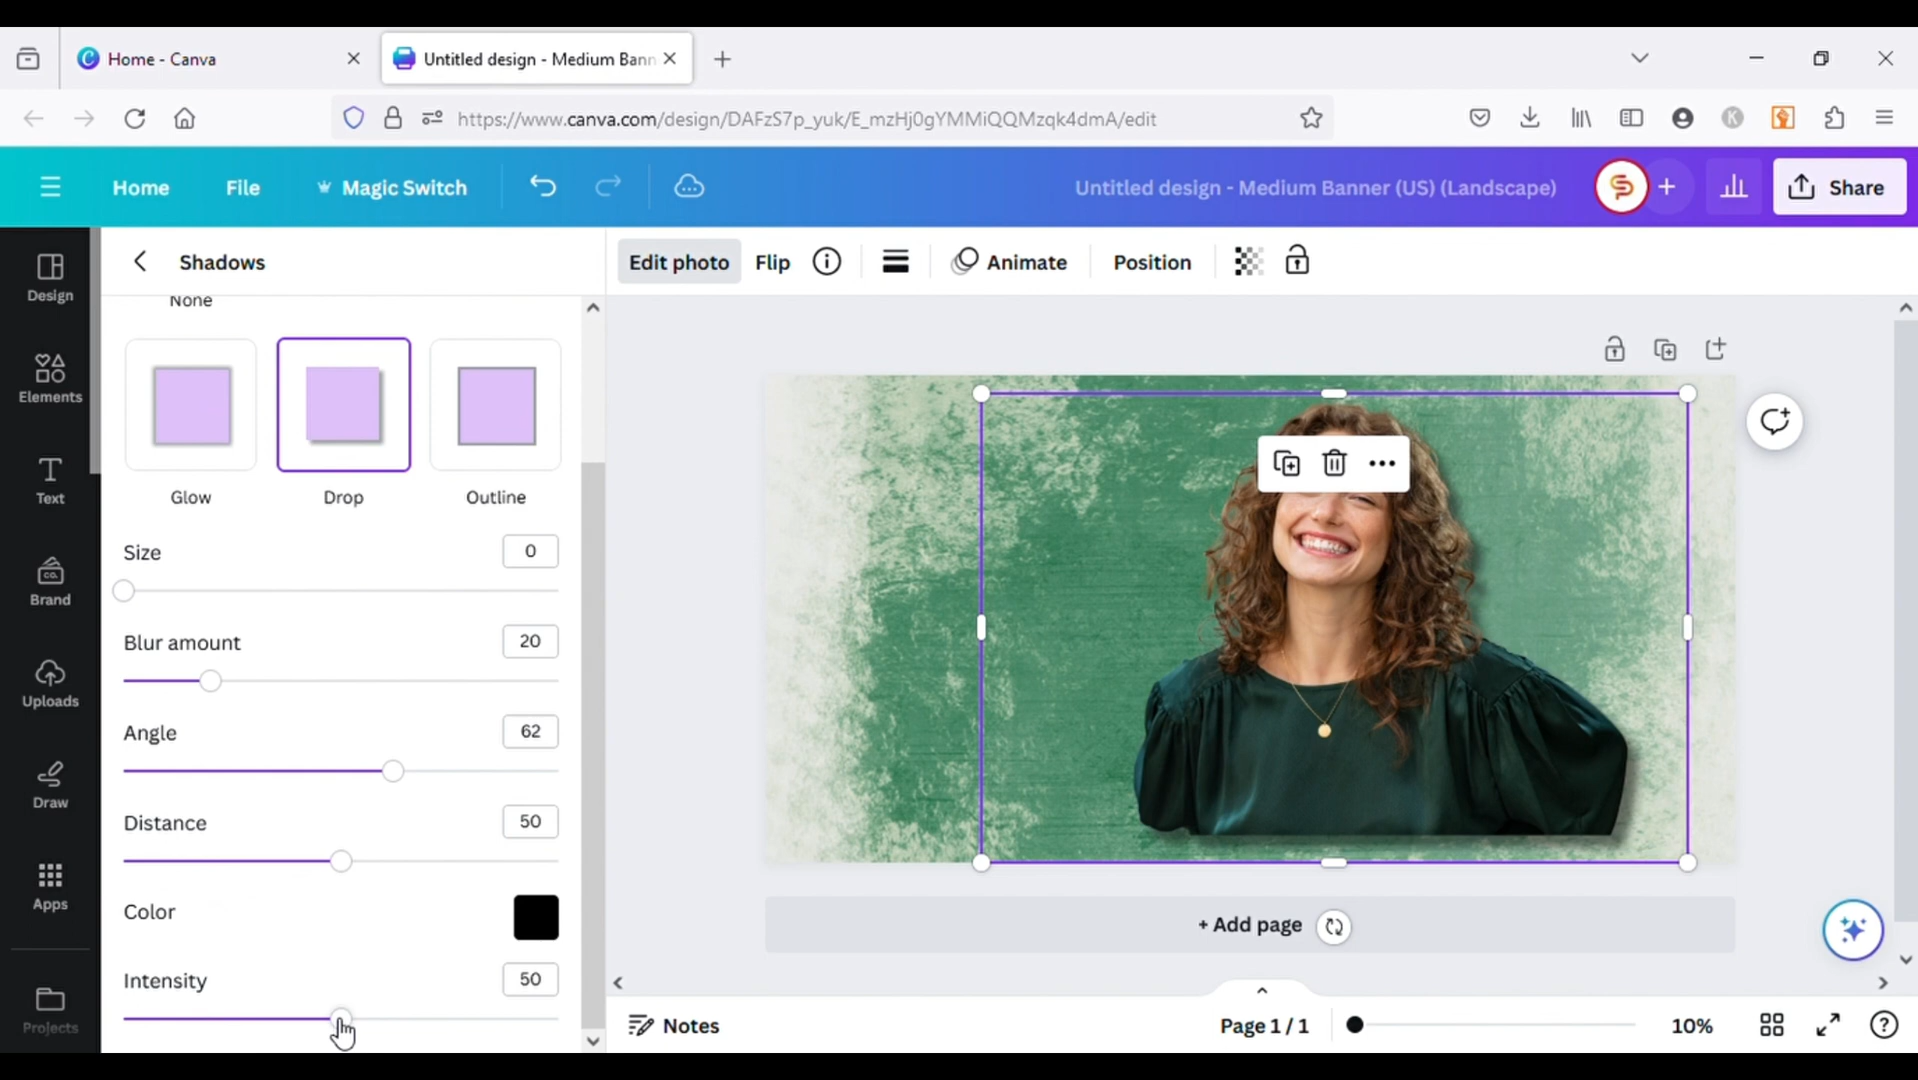 Home - Canva
Untitled design - Medium Bann
https://www.canva.com/design/DAFzS7p_yuk/E_mzHj0gYMMiQQMzqk4dmA/edit
Home
File
Magic Switch
Untitled design - Medium Banner (US) (Landscape)
Share
Design
Elements
Text
CO.
Brand
Uploads
Draw
Apps
Projects
Shadows
None
Glow
Drop
Outline
Size
0
Blur amount
20
Angle
62
Distance
50
Color
Intensity
50
Edit photo
Flip
Animate
Position
+ Add page
Notes
Page 1 / 1
10%